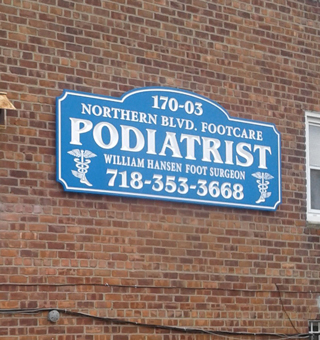 170-03
NORTHERN BLVD. FOOTCARE
PODIATRIST
WILLIAM HANSEN FOOT SURGEON
718-353-3668